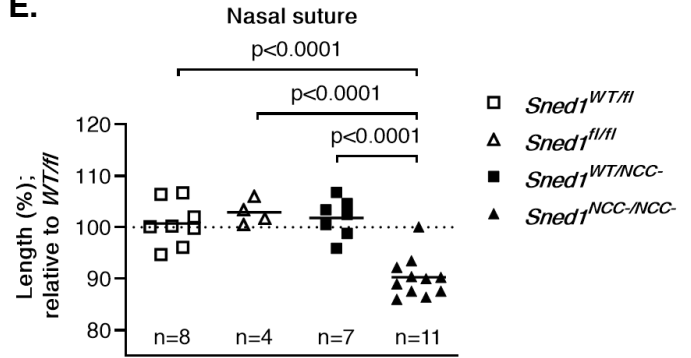 E.
Nasal suture
p<0.0001
p<0.0001
p<0.0001
Length (%);
relative to WT/fl
120
110
100
90
80
n=8 n=4 n=7 n=11
Sned1WT/fl
Sned1fl/fl
Sned1WT/NCC-
Sned1NCC-/NCC-